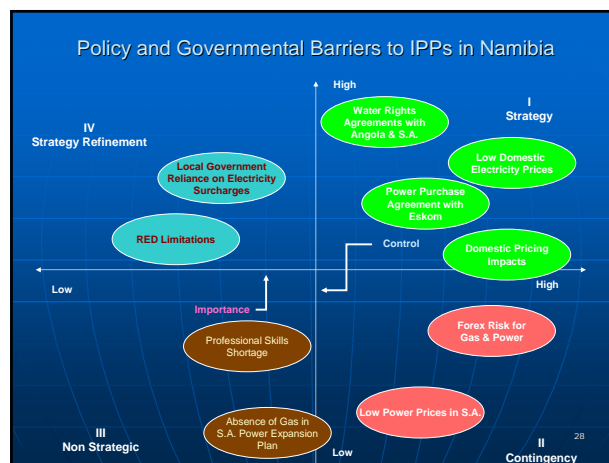 Policy and Governmental Barriers to IPPs in Namibia
High
IV
Strategy Refinement
I
Strategy
Water Rights
Agreements with
Angola & S.A.
Local Government
Reliance on Electricity
Surcharges
Low Domestic
Electricity Prices
Power Purchase
Agreement with
Eskom
RED Limitations
Control
Domestic Pricing
Impacts
Low
High
Importance
Professional Skills
Shortage
Forex Risk for
Gas & Power
Absence of Gas in
S.A. Power Expansion
Plan
Low Power Prices in S.A.
III
Non Strategic
Low
28
II
Contingency